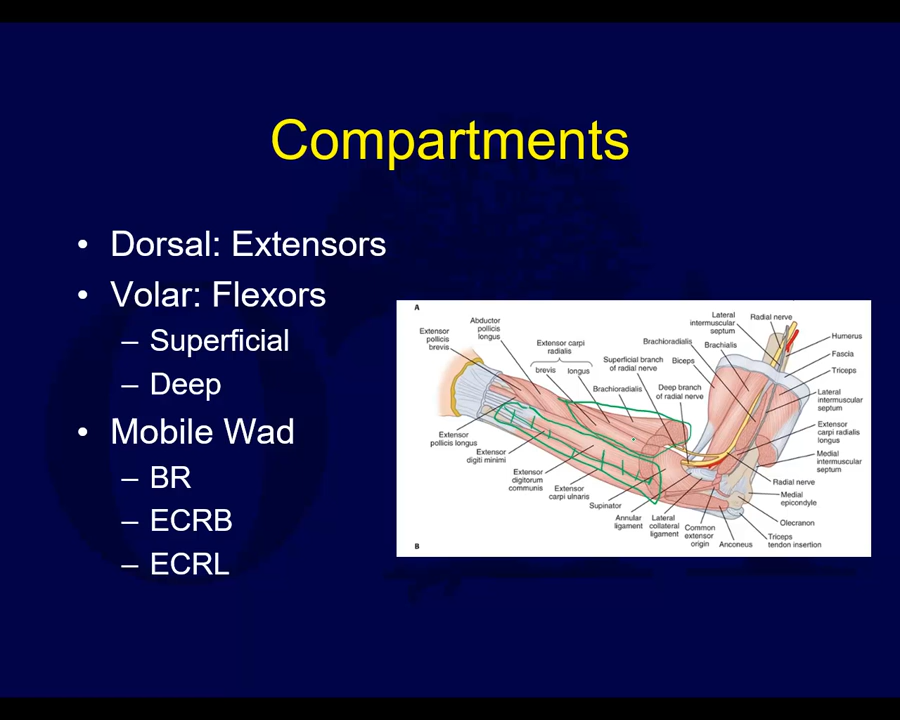 Compartments
• Dorsal: Extensors
• Volar: Flexors
– Superficial
– Deep
• Mobile Wad
– BR
– ECRB
– ECRL
A
Extensor
pollicis
brevis
Abductor
pollicis
longus
Extensor carpi
radialis
brevis longus
Brachioradialis
Superficial branch
of radial nerve
Brachioradialis
Biceps
Deep branch
of radial nerve
Lateral
intermuscular
septum
Brachialis
Radial nerve
Humerus
Fascia
Triceps
Lateral
intermuscular
septum
Extensor
carpi radialis
longus
Medial
intermuscular
septum
Radial nerve
Medial
epicondyle
Olecranon
Triceps
tendon insertion
Anconeus
Common
extensor
origin
Lateral
collateral
ligament
Annular
ligament
Supinator
Extensor
carpi ulnaris
Extensor
digitorum
communis
Extensor
digiti minimi
Extensor
pollicis longus
B